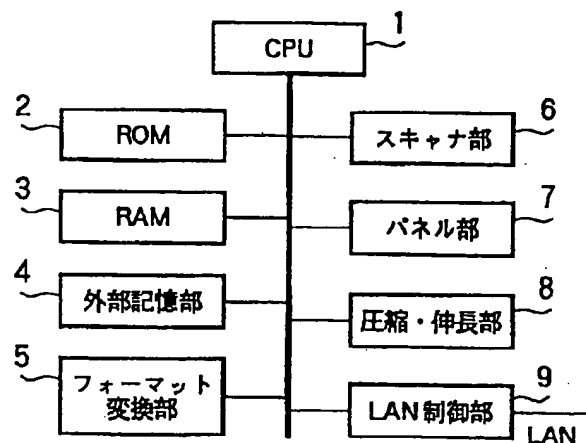 1
CPU
2
ROM
6
スキャナ部
3
RAM
7
パネル部
4
外部記憶部
8
圧縮・伸長部
5
フォーマット
変換部
9
LAN制御部
LAN